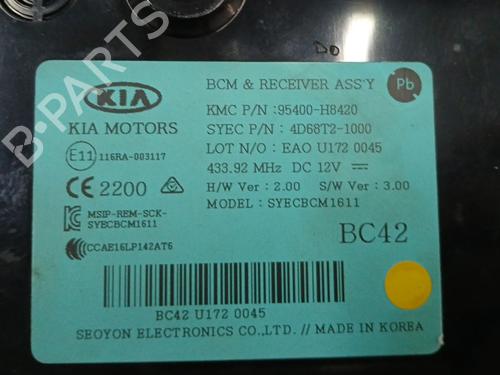 DO
BCM & RECEIVER ASS'Y
Pb
KIA
KMC P/N :95400-H8420
KIA MOTORS
SYEC P/N : 4D68T2-1000
LOT N/O : EAO U172 0045
E11 116RA-003117
433.92 MHz DC 12V
CE 2200
H/W Ver : 2.00 S/W Ver : 3.00
MODEL: SYECBCM1611
MSIP-REM-SCK-
SYECBCM1611
BC42
CCAE16LP142AT6
BC42 U172 0045
SEOYON ELECTRONICS CO.,LTD. // MADE IN KOREA
B-PARTS